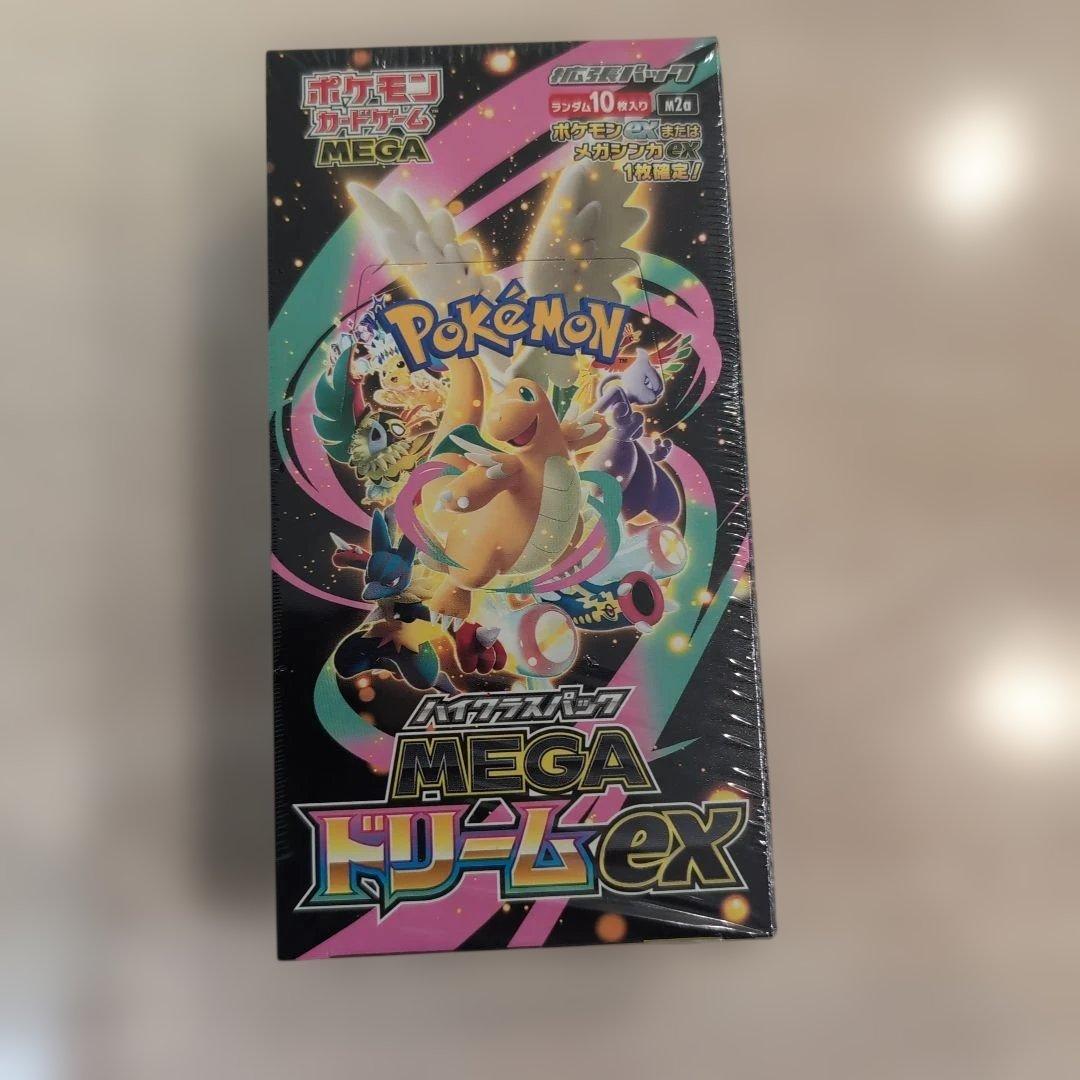 ポケモン
カードゲーム
MEGA
拡張パック
ランダム10枚入り M2a
ポケモンexまたは
メガシンカex
1枚確定!
POKéMON
TM
ハイクラスパック
MEGA
ドリームex